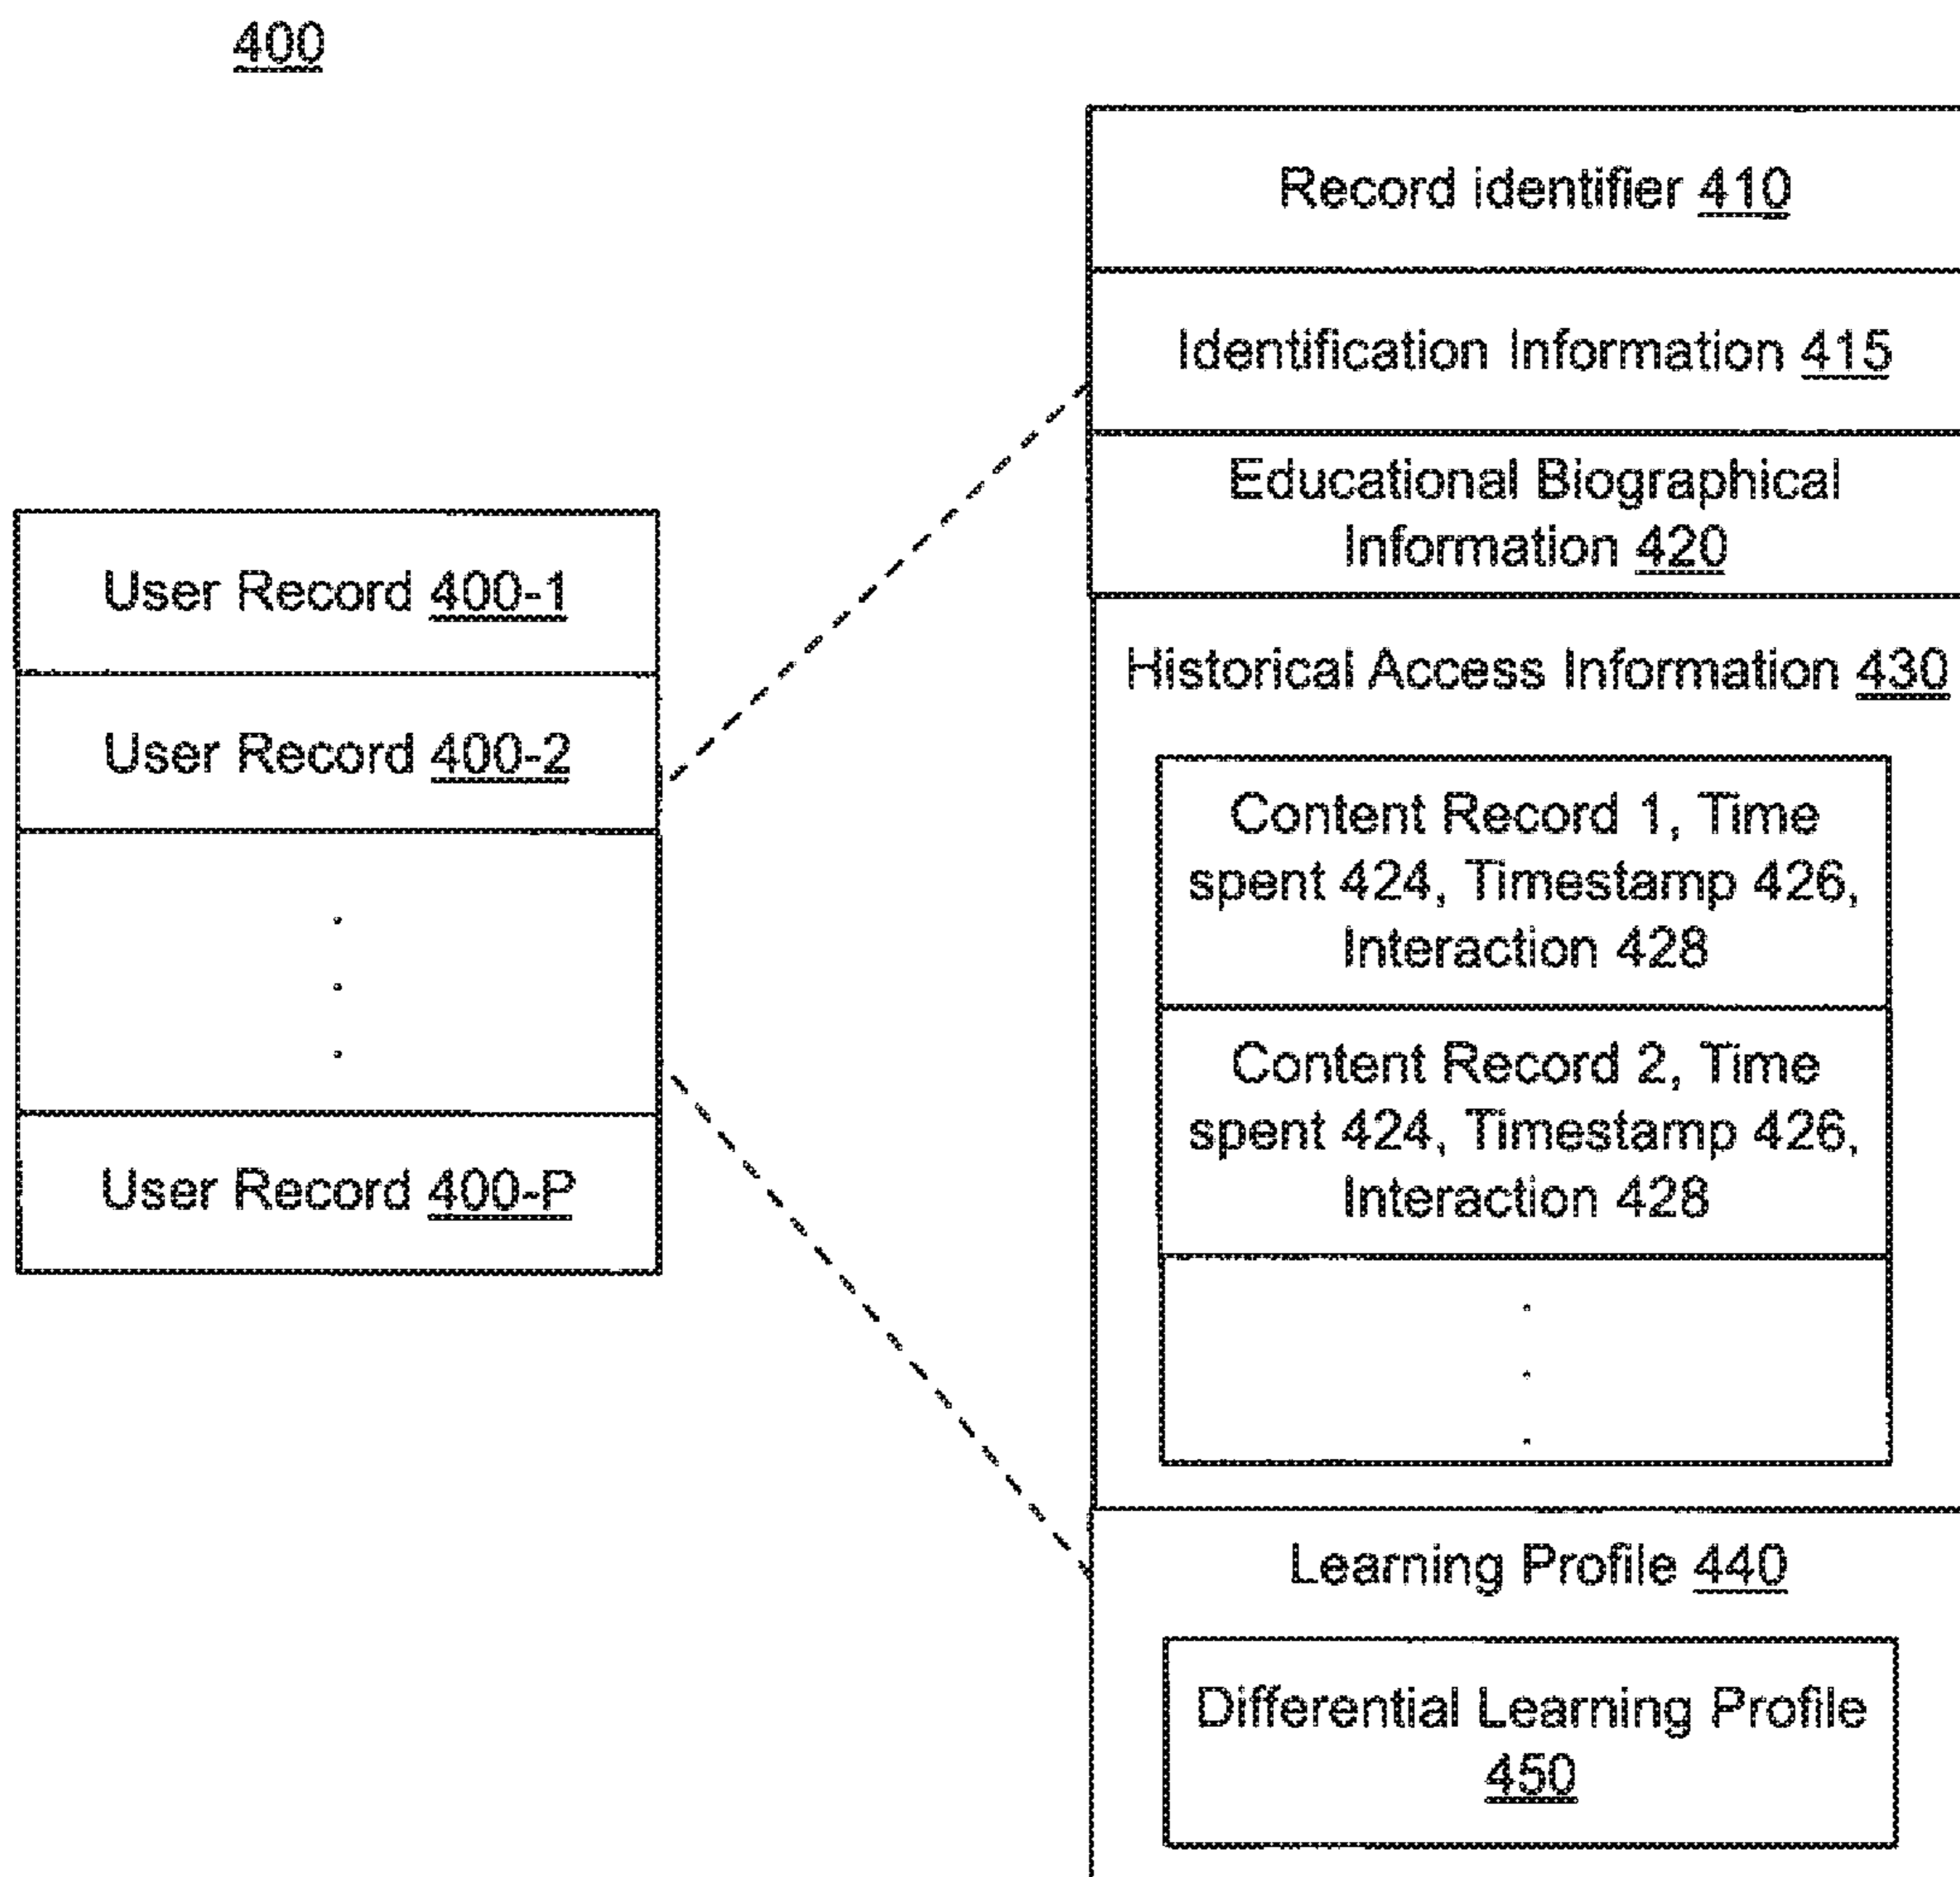 400
User Record 400-1
User Record 400-2
User Record 400-P
Record identifier 410
Identification Information 415
Educational Biographical
Information 420
Historical Access Information 430
Content Record 1, Time
spent 424, Timestamp 426,
Interaction 428
Content Record 2, Time
spent 424, Timestamp 426,
Interaction 428
Learning Profile 440
Differential Learning Profile
450